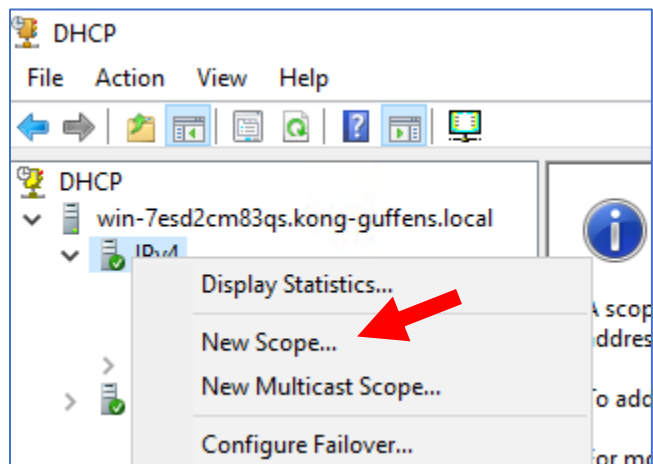 DHCP
File Action View Help
DHCP
win-7esd2cm83qs.kong-guffens.local
IPv4
Display Statistics...
New Scope...
New Multicast Scope...
Configure Failover...
A scop
addres
To add
For mo